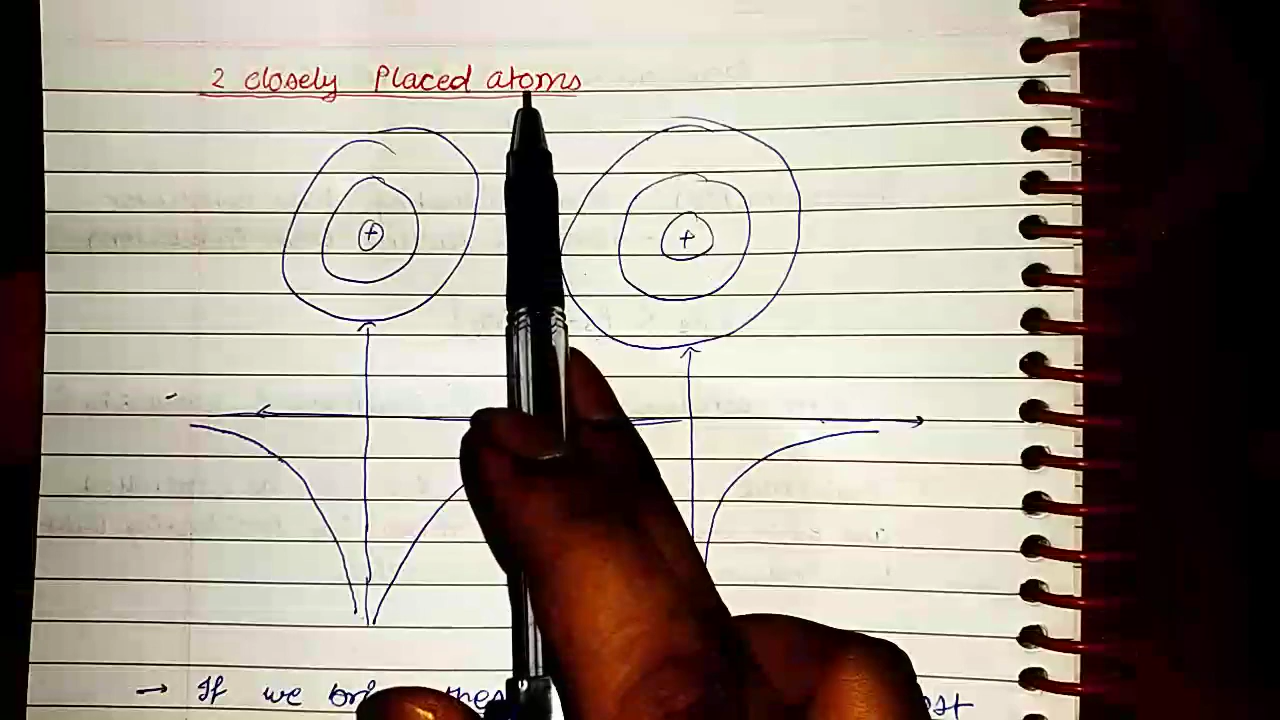 2 closely Placed atoms
+ +
→ If we